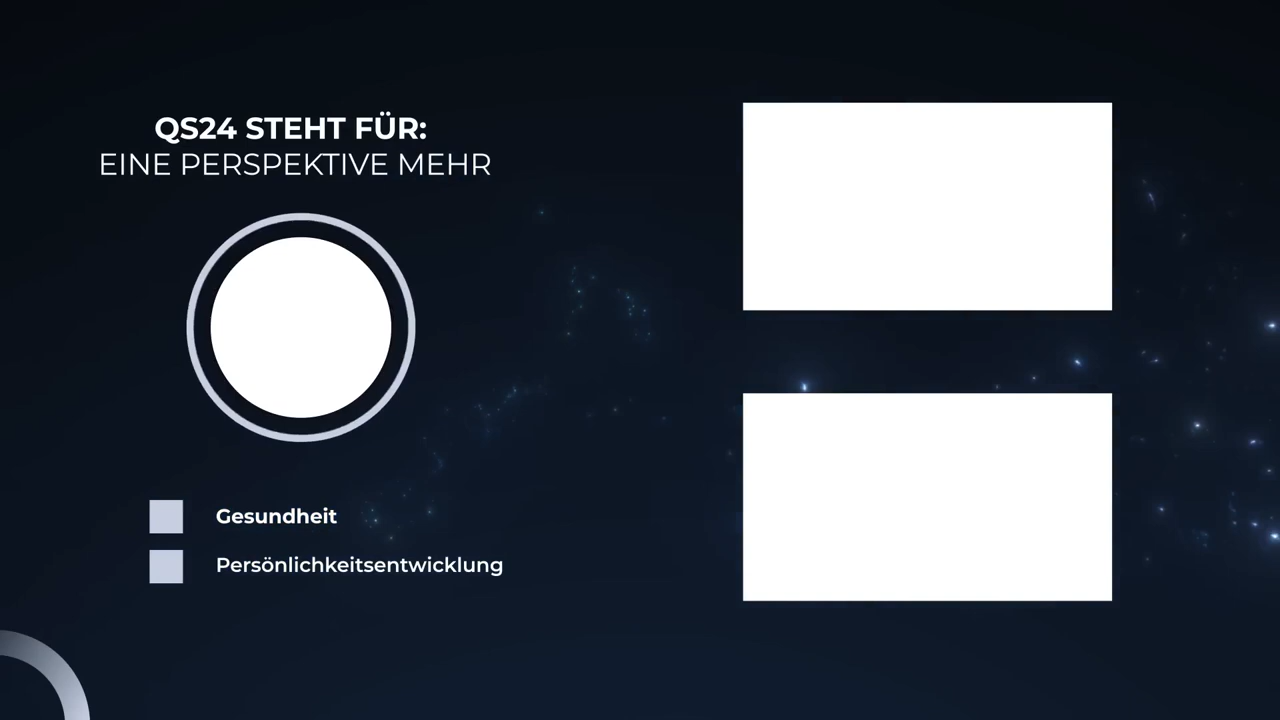 QS24 STEHT FÜR:
EINE PERSPEKTIVE MEHR
Gesundheit
Persönlichkeitsentwicklung